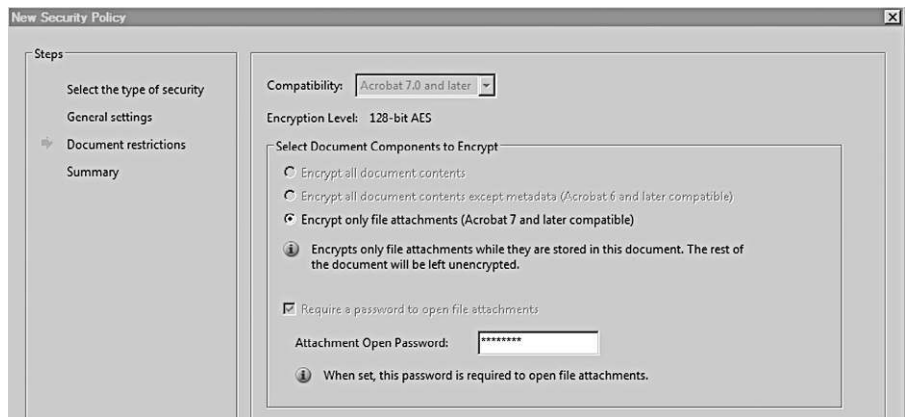 New Security Policy
Steps
Select the type of security
General settings
Document restrictions
Summary
Compatibility: Acrobat 7.0 and later
Encryption Level: 128-bit AES
Select Document Components to Encrypt
Encrypt all document contents
Encrypt all document contents except metadata (Acrobat 6 and later compatible)
Encrypt only file attachments (Acrobat 7 and later compatible)
Encrypts only file attachments while they are stored in this document. The rest of
the document will be left unencrypted.
Require a password to open file attachments
Attachment Open Password: ********
When set, this password is required to open file attachments.